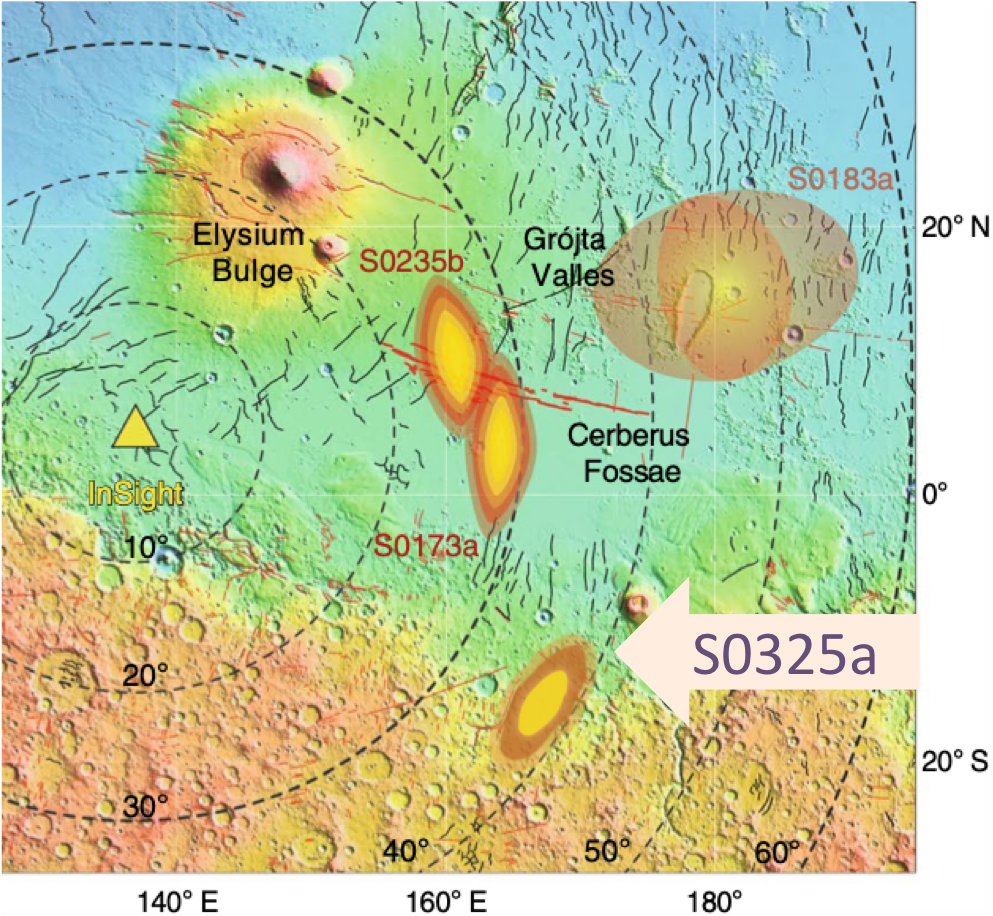 S0183a
20° N
Elysium
Bulge
Grójta
Valles
S0235b
Cerberus
Fossae
InSight
0°
S0173a
10°
S0325a
20°
20° S
30°
40°
50°
60°
140° E
160° E
180°